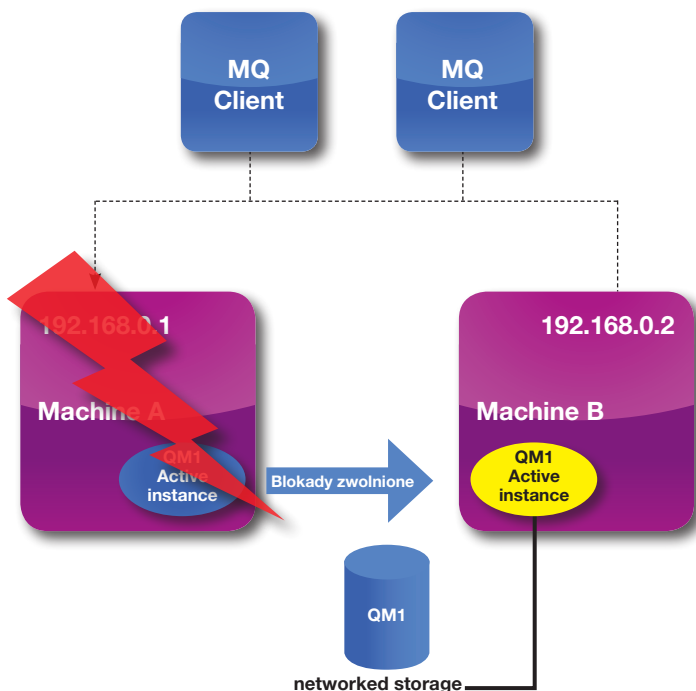 MQ
Client
MQ
Client
192.168.0.1
192.168.0.2
Machine A
Machine B
QM1
Active
instance
Blokady zwolnione
QM1
Active
instance
QM1
networked storage